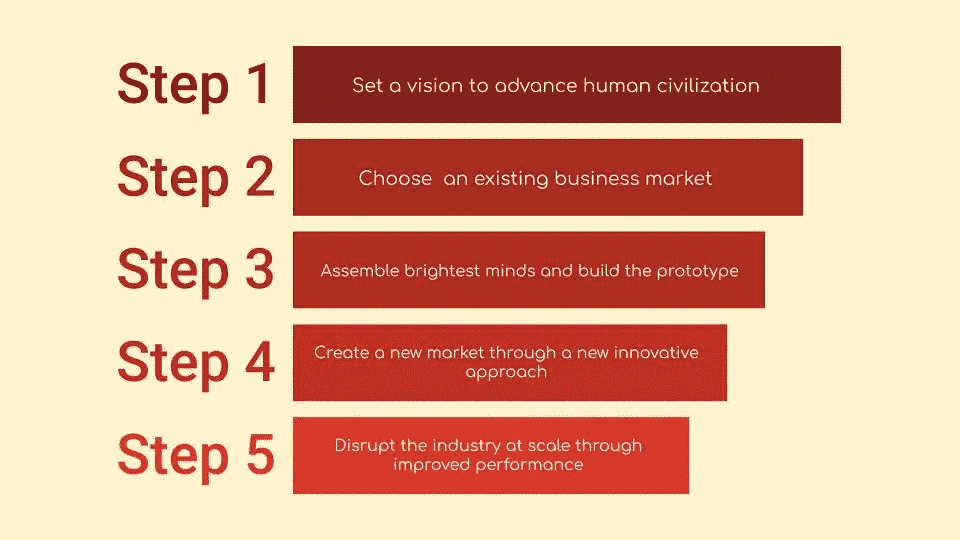 Step 1
Set a vision to advance human civilization
Step 2
Choose  an existing business market
Step 3
Assemble brightest minds and build the prototype
Step 4
Create a new market through a new innovative
approach
Step 5
Disrupt the industry at scale through
improved performance